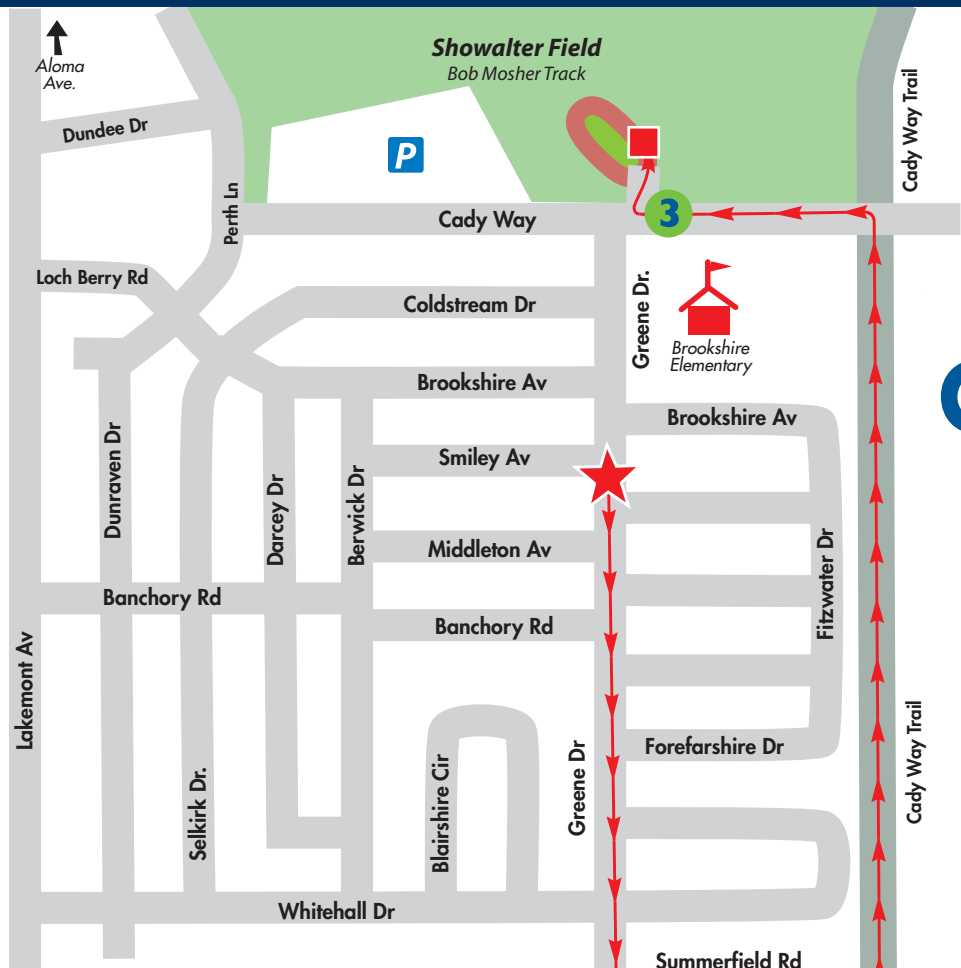 Showalter Field
Bob Mosher Track
Aloma
Ave.
Dundee Dr
P
Cady Way Trail
Perth Ln
Cady Way
3
Loch Berry Rd
Coldstream Dr
Greene Dr.
Brookshire
Elementary
Brookshire Av
Brookshire Av
Smiley Av
Dunraven Dr
Darcey Dr
Berwick Dr
Middleton Av
Fitzwater Dr
Banchory Rd
Banchory Rd
Lakemont Av
Forefarshire Dr
Greene Dr
Cady Way Trail
Selkirk Dr.
Blairshire Cir
Whitehall Dr
Summerfield Rd